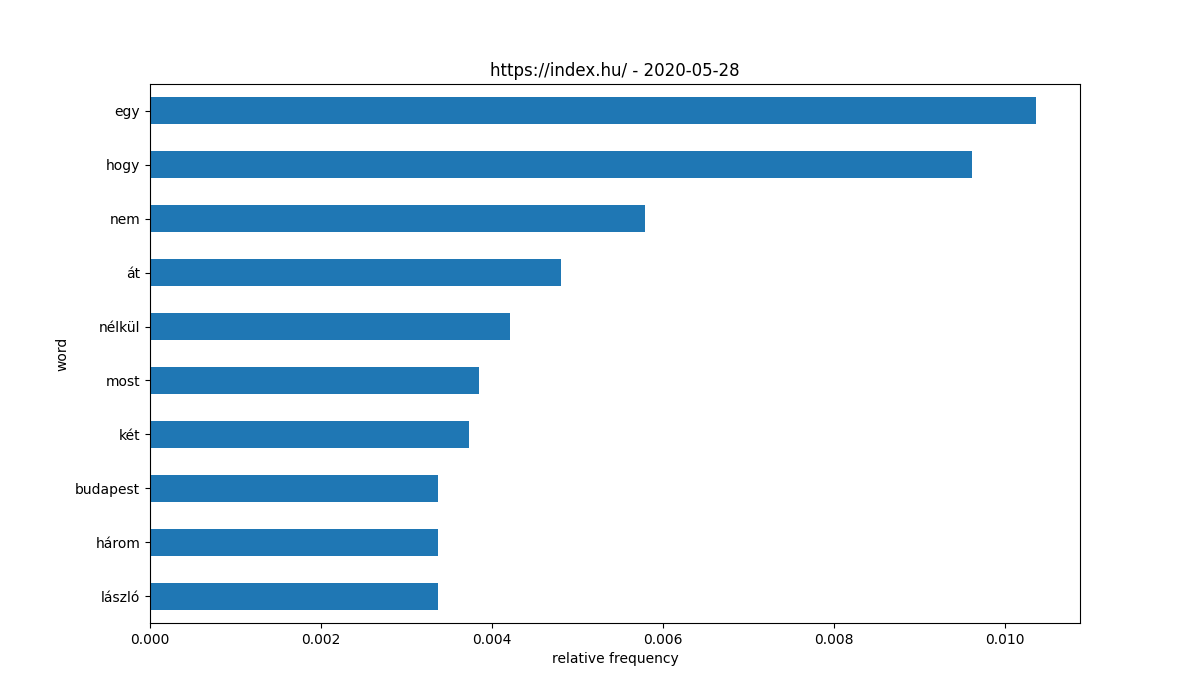 https://index.hu/ - 2020-05-28
egy
hogy
nem
át
nélkül
most
két
budapest
három
lászló
word
0.000 0.002 0.004 0.006 0.008 0.010
relative frequency